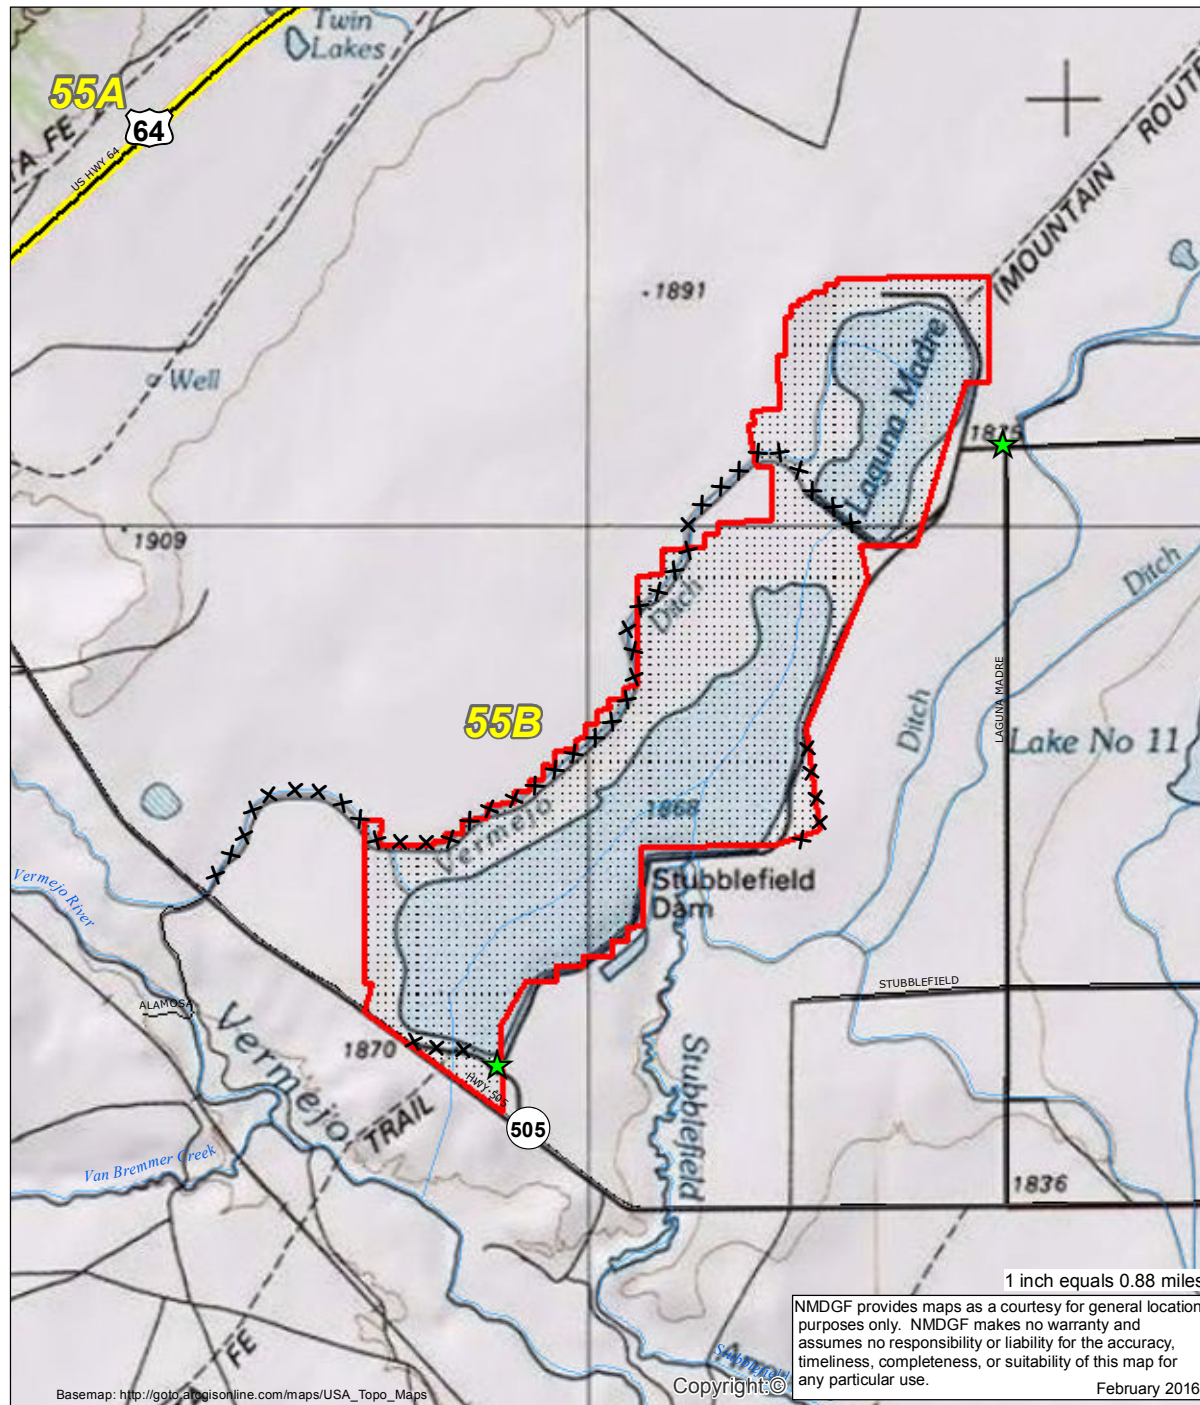 Twin
Lakes
55A
64
TA FE
US HWY 64
ROUTE
(MOUNTAIN
1891
Well
Laguna Madre
1875
1909
Ditch
Ditch
LAGUNA MADRE
55B
Ditch
Lake No 11
1868
Vermejo
Stubblefield
Dam
Vermejo River
STUBBLEFIELD
ALAMOSA
Vermejo
1870
HWY 505
TRAIL
505
Stubblefield
Van Bremmer Creek
1836
1 inch equals 0.88 miles
NMDGF provides maps as a courtesy for general location
purposes only. NMDGF makes no warranty and
assumes no responsibility or liability for the accuracy,
timeliness, completeness, or suitability of this map for
any particular use.
February 2016
FE
Stubblefield
Copyright:©
Basemap: http://goto.arcgisonline.com/maps/USA_Topo_Maps